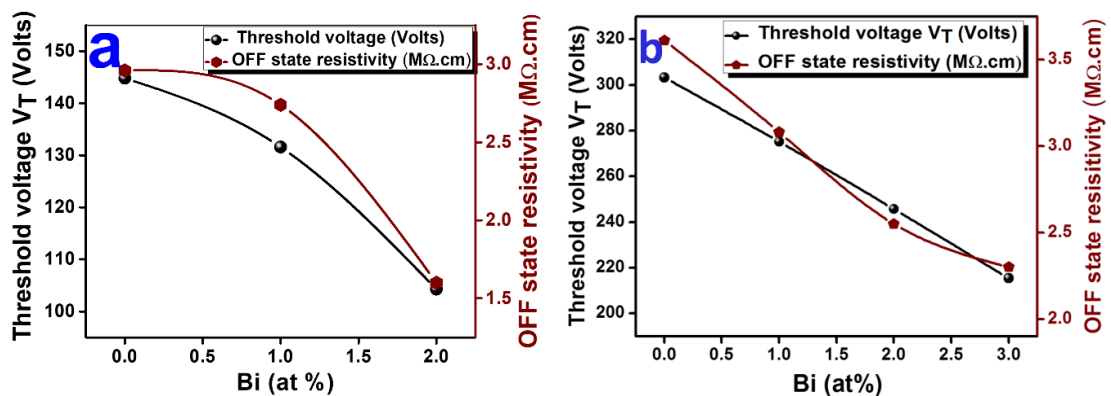 a
Threshold voltage (Volts)
OFF state resistivity (MΩ.cm)
Threshold voltage VT (Volts)
150
140
130
120
110
100
3.0
2.5
2.0
1.5
OFF state resistivity (MΩ.cm)
0.0 0.5 1.0 1.5 2.0
Bi (at %)
b
Threshold voltage VT (Volts)
OFF state resistivity (MΩ.cm)
Threshold voltage VT (Volts)
320
300
280
260
240
220
200
3.5
3.0
2.5
2.0
OFF state resisitivity (MΩ.cm)
0.0 0.5 1.0 1.5 2.0 2.5 3.0
Bi (at%)